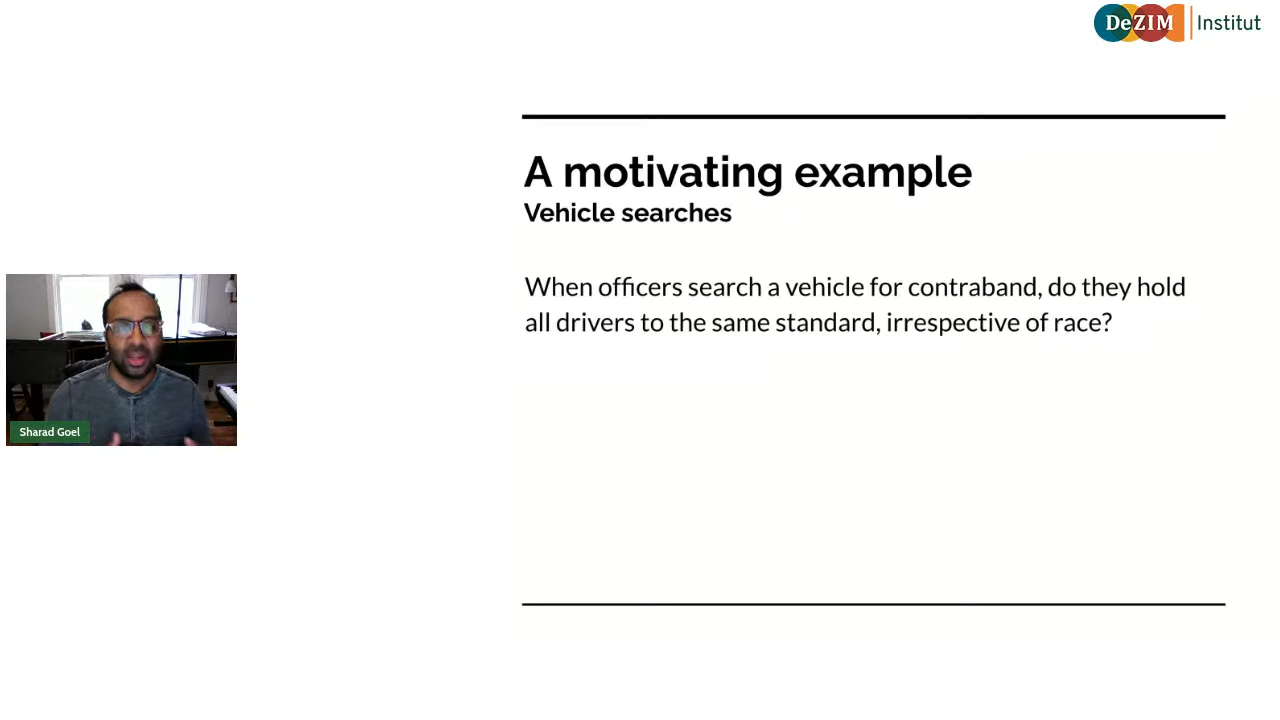 DeZIM Institut
A motivating example
Vehicle searches
When officers search a vehicle for contraband, do they hold
all drivers to the same standard, irrespective of race?
Sharad Goel